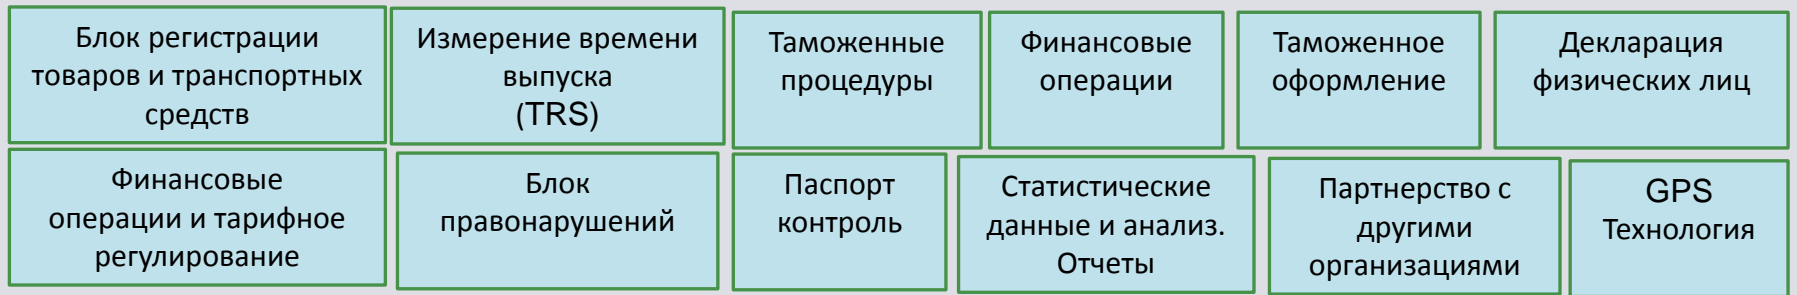 Блок регистрации
товаров и транспортных
средств
Измерение времени
выпуска
(TRS)
Таможенные
процедуры
Финансовые
операции
Таможенное
оформление
Декларация
физических лиц
Финансовые
операции и тарифное
регулирование
Блок
правонарушений
Паспорт
контроль
Статистические
данные и анализ.
Отчеты
Партнерство с
другими
организациями
GPS
Технология